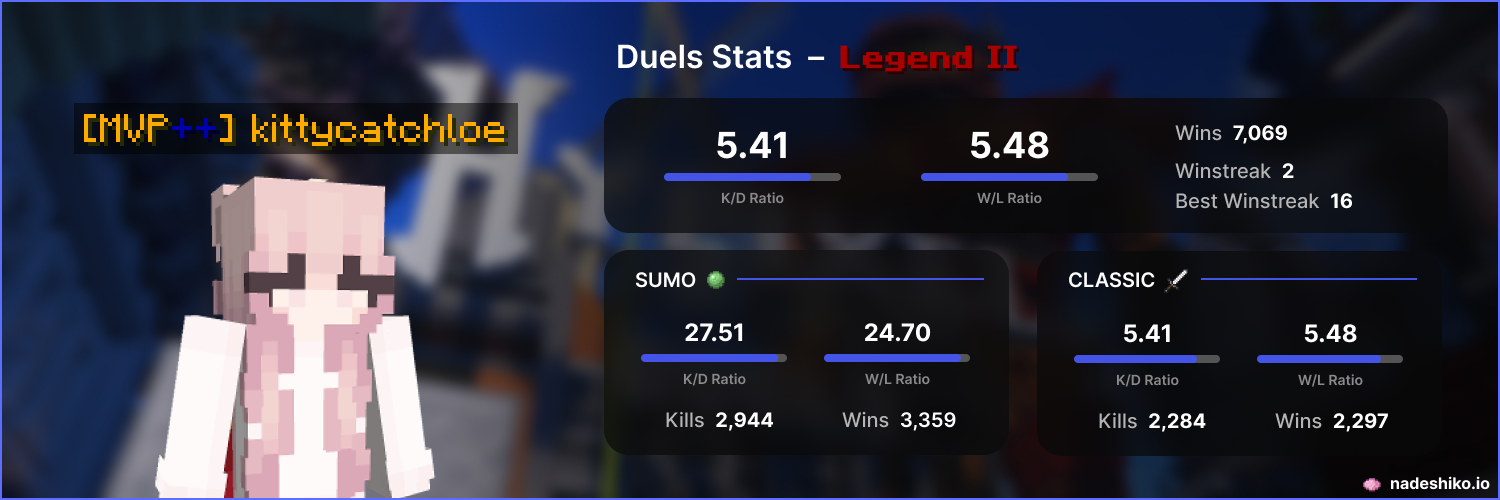 [MVP++] kittycatchloe
Duels Stats – Legend II
5.41
K/D Ratio
5.48
W/L Ratio
Wins 7,069
Winstreak 2
Best Winstreak 16
SUMO
27.51
K/D Ratio
24.70
W/L Ratio
Kills 2,944
Wins 3,359
CLASSIC
5.41
K/D Ratio
5.48
W/L Ratio
Kills 2,284
Wins 2,297
nadeshiko.io